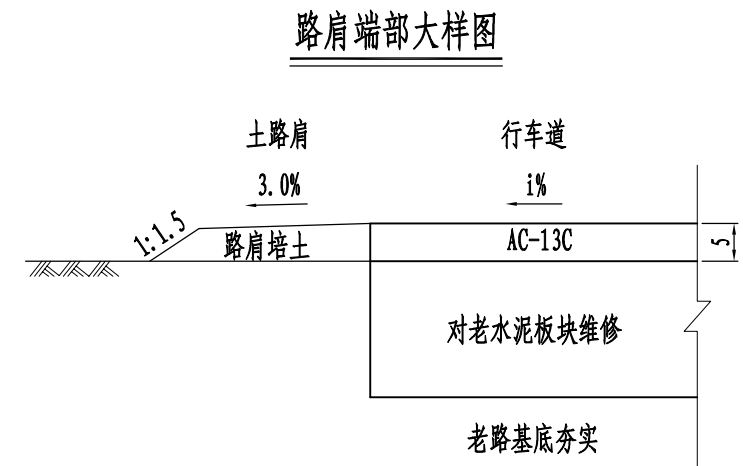 路肩端部大样图
土路肩
行车道
3.0%
i%
1:1.5
路肩培土
AC-13C
5
对老水泥板块维修
老路基底夯实